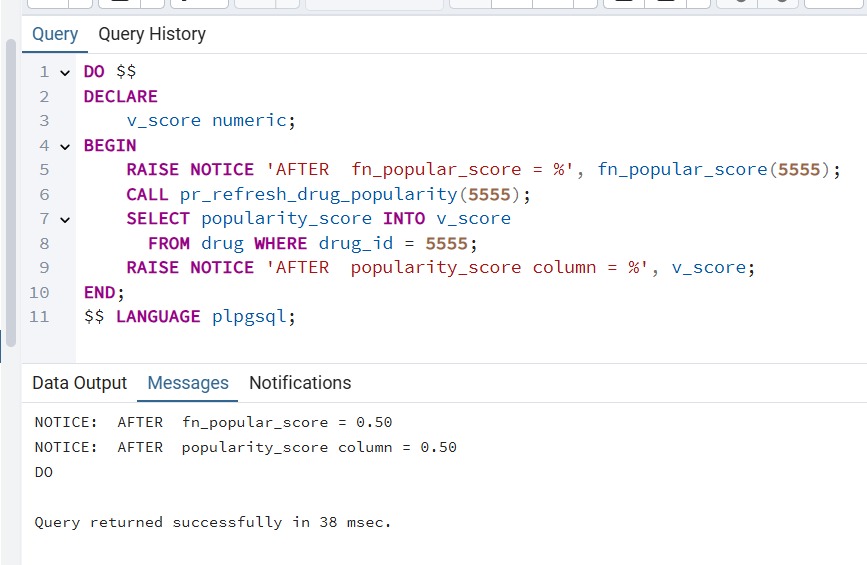 Query Query History
1 DO $$
2 DECLARE
3 v_score numeric;
4 BEGIN
5 RAISE NOTICE 'AFTER  fn_popular_score = %', fn_popular_score(5555);
6 CALL pr_refresh_drug_popularity(5555);
7 SELECT popularity_score INTO v_score
8 FROM drug WHERE drug_id = 5555;
9 RAISE NOTICE 'AFTER  popularity_score column = %', v_score;
10 END;
11 $$ LANGUAGE plpgsql;
Data Output Messages Notifications
NOTICE:  AFTER  fn_popular_score = 0.50
NOTICE:  AFTER  popularity_score column = 0.50
DO
Query returned successfully in 38 msec.